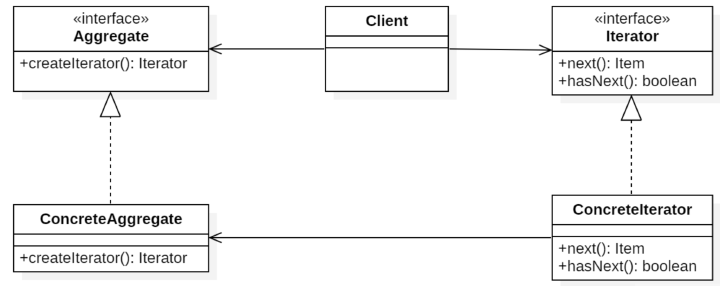 «interface»
Aggregate
+createIterator(): Iterator
Client
«interface»
Iterator
+next(): Item
+hasNext(): boolean
ConcreteAggregate
+createIterator(): Iterator
ConcreteIterator
+next(): Item
+hasNext(): boolean